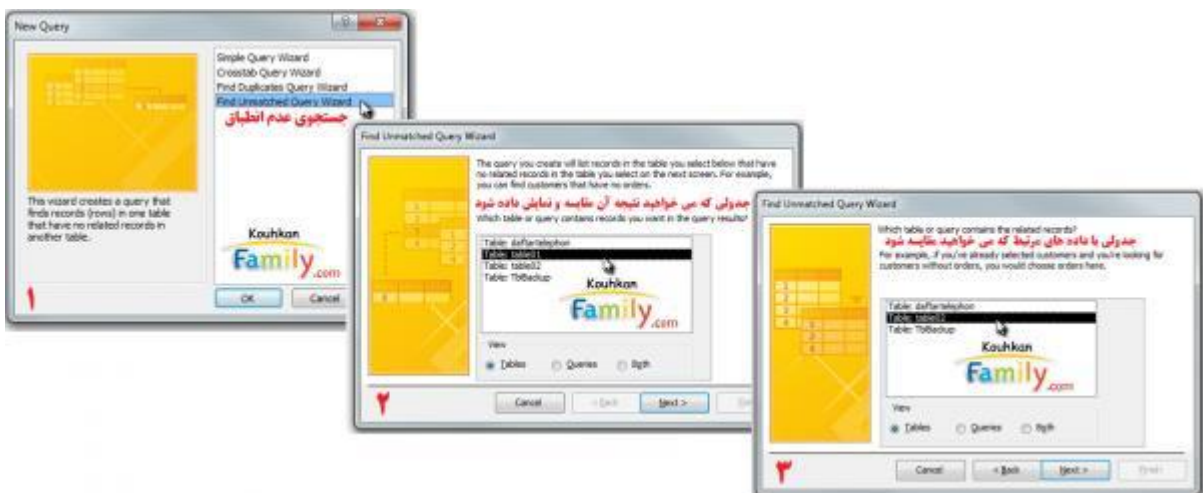 New Query
Simple Query Wizard
Crosstab Query Wizard
Find Duplicates Query Wizard
Find Unmatched Query Wizard
جستجوی عدم انطباق
This wizard creates a query that
finds records (rows) in one table
that have no related records in
another table.
Kouhkan
Family.com
OK
Cancel
۱
Find Unmatched Query Wizard
The query you create will list records in the table you select below that have
no related records in the table you select on the next screen. For example,
you can find customers that have no orders.
جدولی که می خواهید نتیجه آن مقایسه و نمایش داده شود
Which table or query contains records you want in the query results?
Table: daftartelephon
Table: table01
Table: table02
Table: TblBackup
Kouhkan
Family.com
View
Tables
Queries
Both
Cancel
< Back
Next >
۲
Find Unmatched Query Wizard
Which table or query contains the related records?
جدولی با داده های مرتبط که می خواهید مقایسه شود
For example, if you've already selected customers and you're looking for
customers without orders, you would choose orders here.
Table: daftartelephon
Table: table02
Table: TblBackup
Kouhkan
Family.com
View
Tables
Queries
Both
Cancel
< Back
Next >
Finish
۳